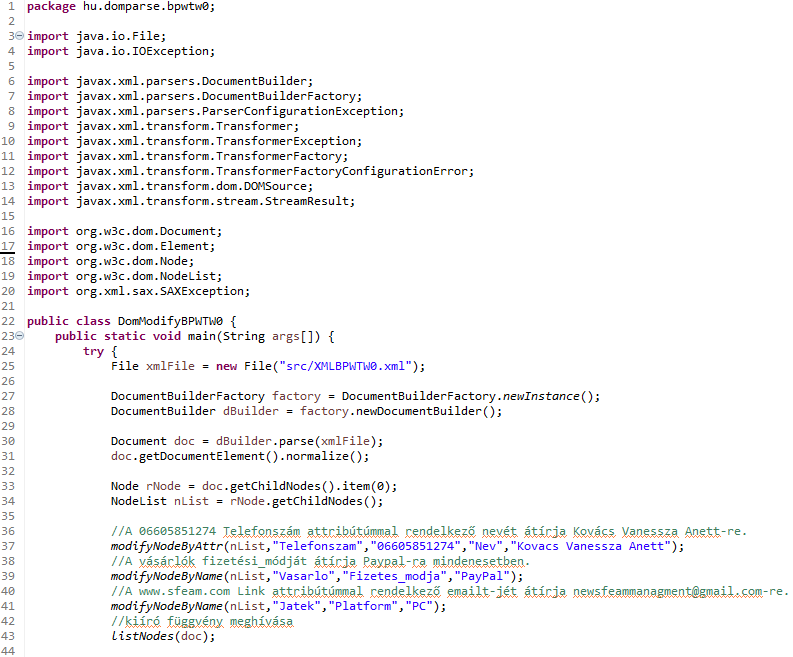 1 package hu.domparse.bpwtw0;
2
3 import java.io.File;
4 import java.io.IOException;
5
6 import javax.xml.parsers.DocumentBuilder;
7 import javax.xml.parsers.DocumentBuilderFactory;
8 import javax.xml.parsers.ParserConfigurationException;
9 import javax.xml.transform.Transformer;
10 import javax.xml.transform.TransformerException;
11 import javax.xml.transform.TransformerFactory;
12 import javax.xml.transform.TransformerFactoryConfigurationError;
13 import javax.xml.transform.dom.DOMSource;
14 import javax.xml.transform.stream.StreamResult;
15
16 import org.w3c.dom.Document;
17 import org.w3c.dom.Element;
18 import org.w3c.dom.Node;
19 import org.w3c.dom.NodeList;
20 import org.xml.sax.SAXException;
21
22 public class DomModifyBPWTW0 {
23 public static void main(String args[]) {
24 try {
25 File xmlFile = new File("src/XMLBPWTW0.xml");
26
27 DocumentBuilderFactory factory = DocumentBuilderFactory.newInstance();
28 DocumentBuilder dBuilder = factory.newDocumentBuilder();
29
30 Document doc = dBuilder.parse(xmlFile);
31 doc.getDocumentElement().normalize();
32
33 Node rNode = doc.getChildNodes().item(0);
34 NodeList nList = rNode.getChildNodes();
35
36 //A 06605851274 Telefonszám attribútúmmal rendelkező nevét átírja Kovács Vanessza Anett-re.
37 modifyNodeByAttr(nList,"Telefonszam","06605851274","Nev","Kovacs Vanessza Anett");
38 //A vásárlók fizetési_módját átírja Paypal-ra mindenesetben.
39 modifyNodeByName(nList,"Vasarlo","Fizetes_modja","PayPal");
40 //A www.sfeam.com Link attribútúmmal rendelkező emailt-jét átírja newsfeammanagment@gmail.com-re.
41 modifyNodeByName(nList,"Jatek","Platform","PC");
42 //kiíró függvény meghívása
43 listNodes(doc);
44